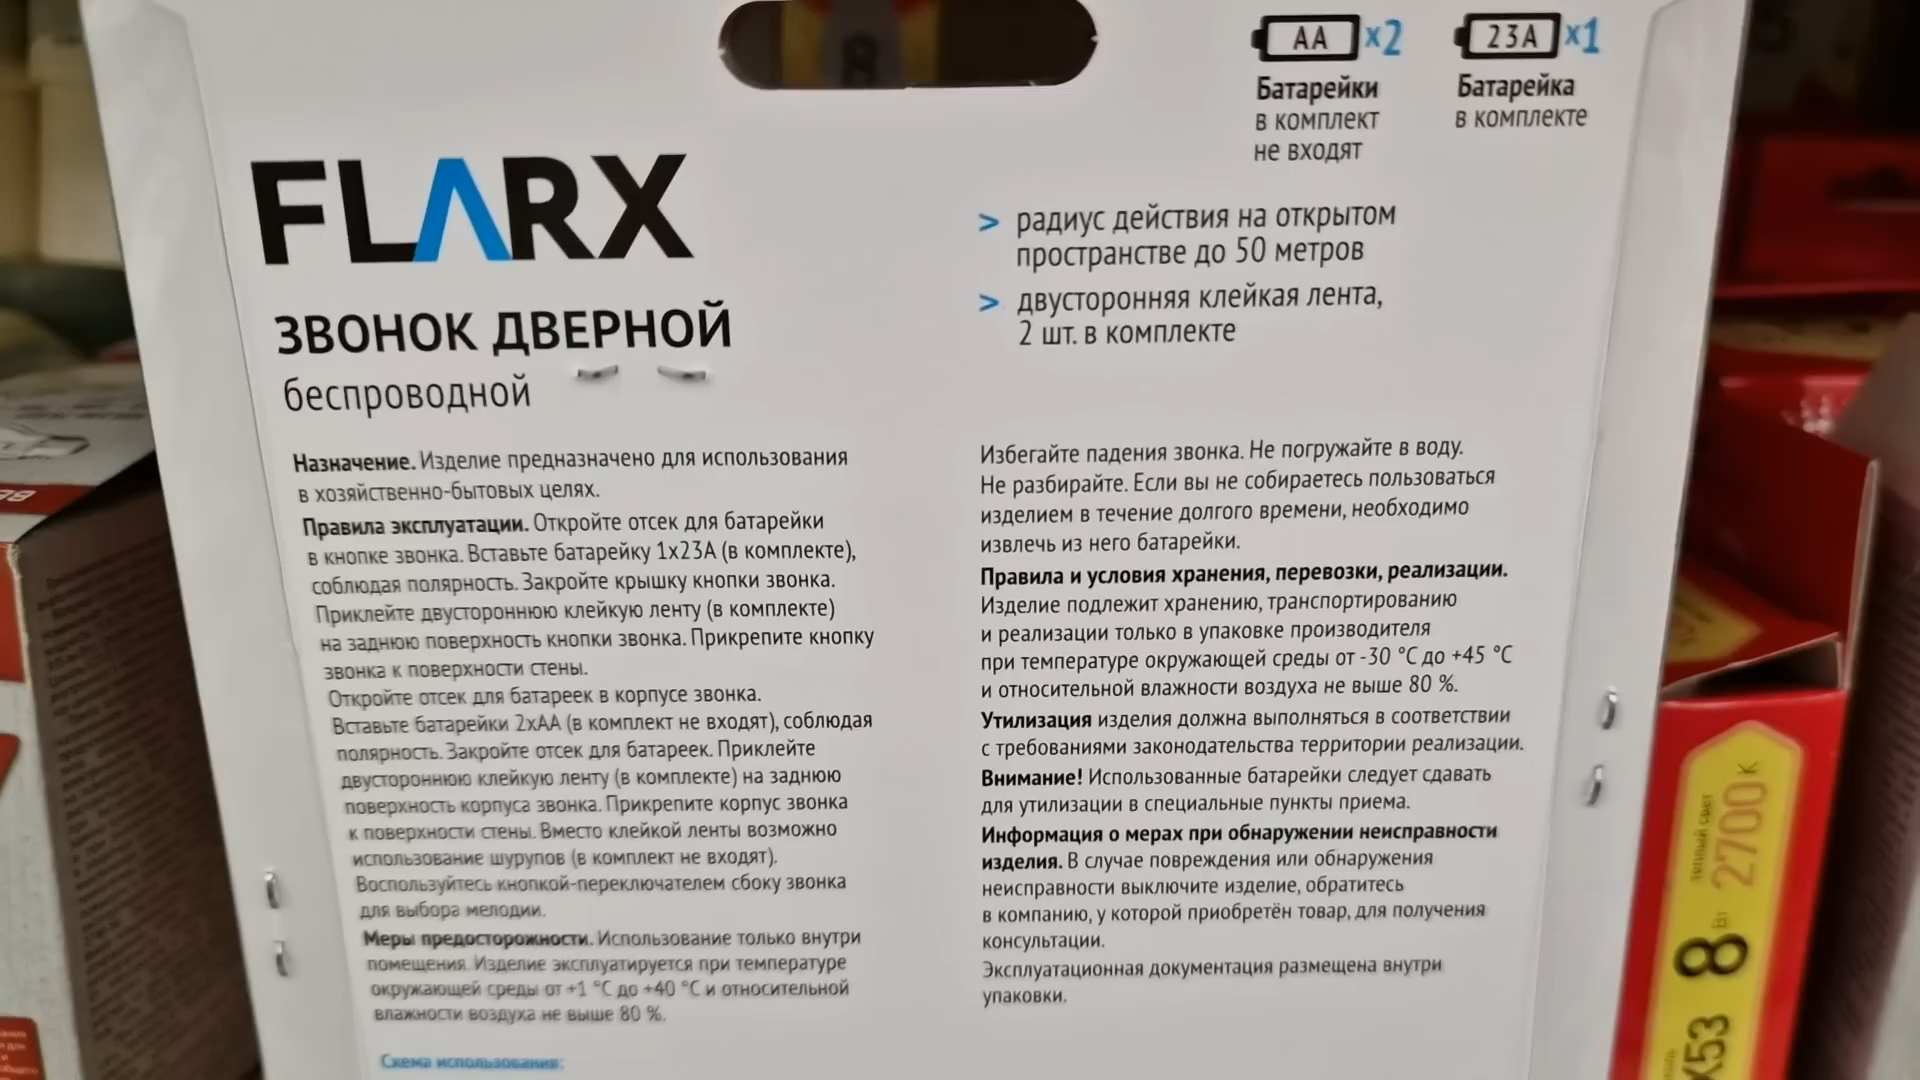 AA x2
Батарейки
в комплект
не входят
23A x1
Батарейка
в комплекте
FLARX
ЗВОНОК ДВЕРНОЙ
беспроводной
> радиус действия на открытом
пространстве до 50 метров
> двусторонняя клейкая лента,
2 шт. в комплекте
Назначение. Изделие предназначено для использования
в хозяйственно-бытовых целях.
Правила эксплуатации. Откройте отсек для батарейки
в кнопке звонка. Вставьте батарейку 1x23A (в комплекте),
соблюдая полярность. Закройте крышку кнопки звонка.
Приклейте двустороннюю клейкую ленту (в комплекте)
на заднюю поверхность кнопки звонка. Прикрепите кнопку
звонка к поверхности стены.
Откройте отсек для батареек в корпусе звонка.
Вставьте батарейки 2xAA (в комплект не входят), соблюдая
полярность. Закройте отсек для батареек. Приклейте
двустороннюю клейкую ленту (в комплекте) на заднюю
поверхность корпуса звонка. Прикрепите корпус звонка
к поверхности стены. Вместо клейкой ленты возможно
использование шурупов (в комплект не входят).
Воспользуйтесь кнопкой-переключателем сбоку звонка
для выбора мелодии.
Меры предосторожности. Использование только внутри
помещения. Изделие эксплуатируется при температуре
окружающей среды от +1 °С до +40 °С и относительной
влажности воздуха не выше 80 %.
Схема использования:
Избегайте падения звонка. Не погружайте в воду.
Не разбирайте. Если вы не собираетесь пользоваться
изделием в течение долгого времени, необходимо
извлечь из него батарейки.
Правила и условия хранения, перевозки, реализации.
Изделие подлежит хранению, транспортированию
и реализации только в упаковке производителя
при температуре окружающей среды от -30 °С до +45 °С
и относительной влажности воздуха не выше 80 %.
Утилизация изделия должна выполняться в соответствии
с требованиями законодательства территории реализации.
Внимание! Использованные батарейки следует сдавать
для утилизации в специальные пункты приема.
Информация о мерах при обнаружении неисправности
изделия. В случае повреждения или обнаружения
неисправности выключите изделие, обратитесь
в компанию, у которой приобретён товар, для получения
консультации.
Эксплуатационная документация размещена внутри
упаковки.
теплый свет
2700 К
8 Вт
X53